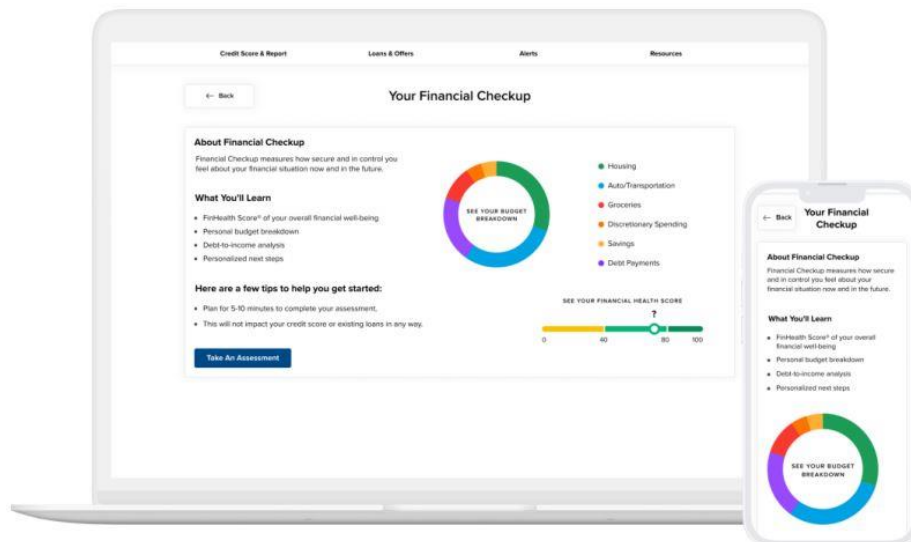 Credit Score & Report
Loans & Offers
Alerts
Resources
← Back
Your Financial Checkup
About Financial Checkup
Financial Checkup measures how secure and in control you
feel about your financial situation now and in the future.
What You'll Learn
• FinHealth Score® of your overall financial well-being
• Personal budget breakdown
• Debt-to-income analysis
• Personalized next steps
Here are a few tips to help you get started:
• Plan for 5-10 minutes to complete your assessment.
• This will not impact your credit score or existing loans in any way.
Take An Assessment
SEE YOUR BUDGET
BREAKDOWN
Housing
Auto/Transportation
Groceries
Discretionary Spending
Savings
Debt Payments
SEE YOUR FINANCIAL HEALTH SCORE
?
0
40
80
100
← Back
Your Financial
Checkup
About Financial Checkup
Financial Checkup measures how secure
and in control you feel about your
financial situation now and in the future.
What You'll Learn
• FinHealth Score® of your overall
financial well-being
• Personal budget breakdown
• Debt-to-income analysis
• Personalized next steps
SEE YOUR BUDGET
BREAKDOWN